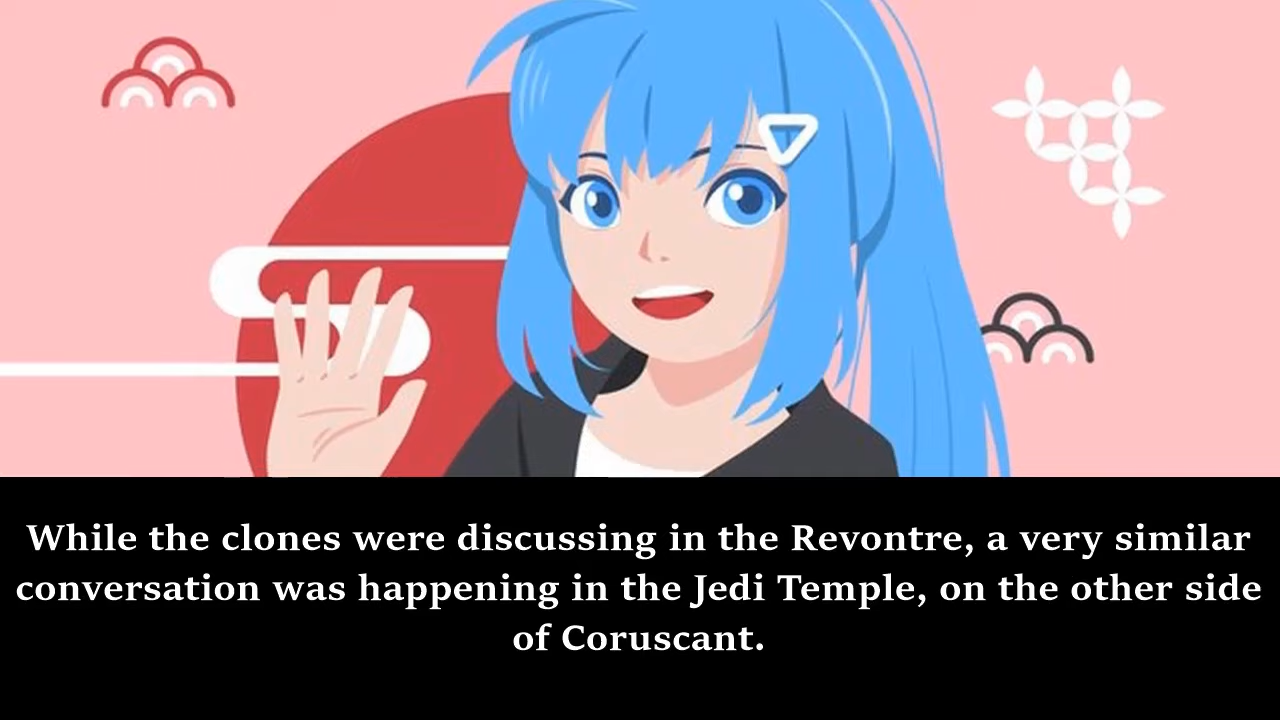 While the clones were discussing in the Revontre, a very similar
conversation was happening in the Jedi Temple, on the other side
of Coruscant.